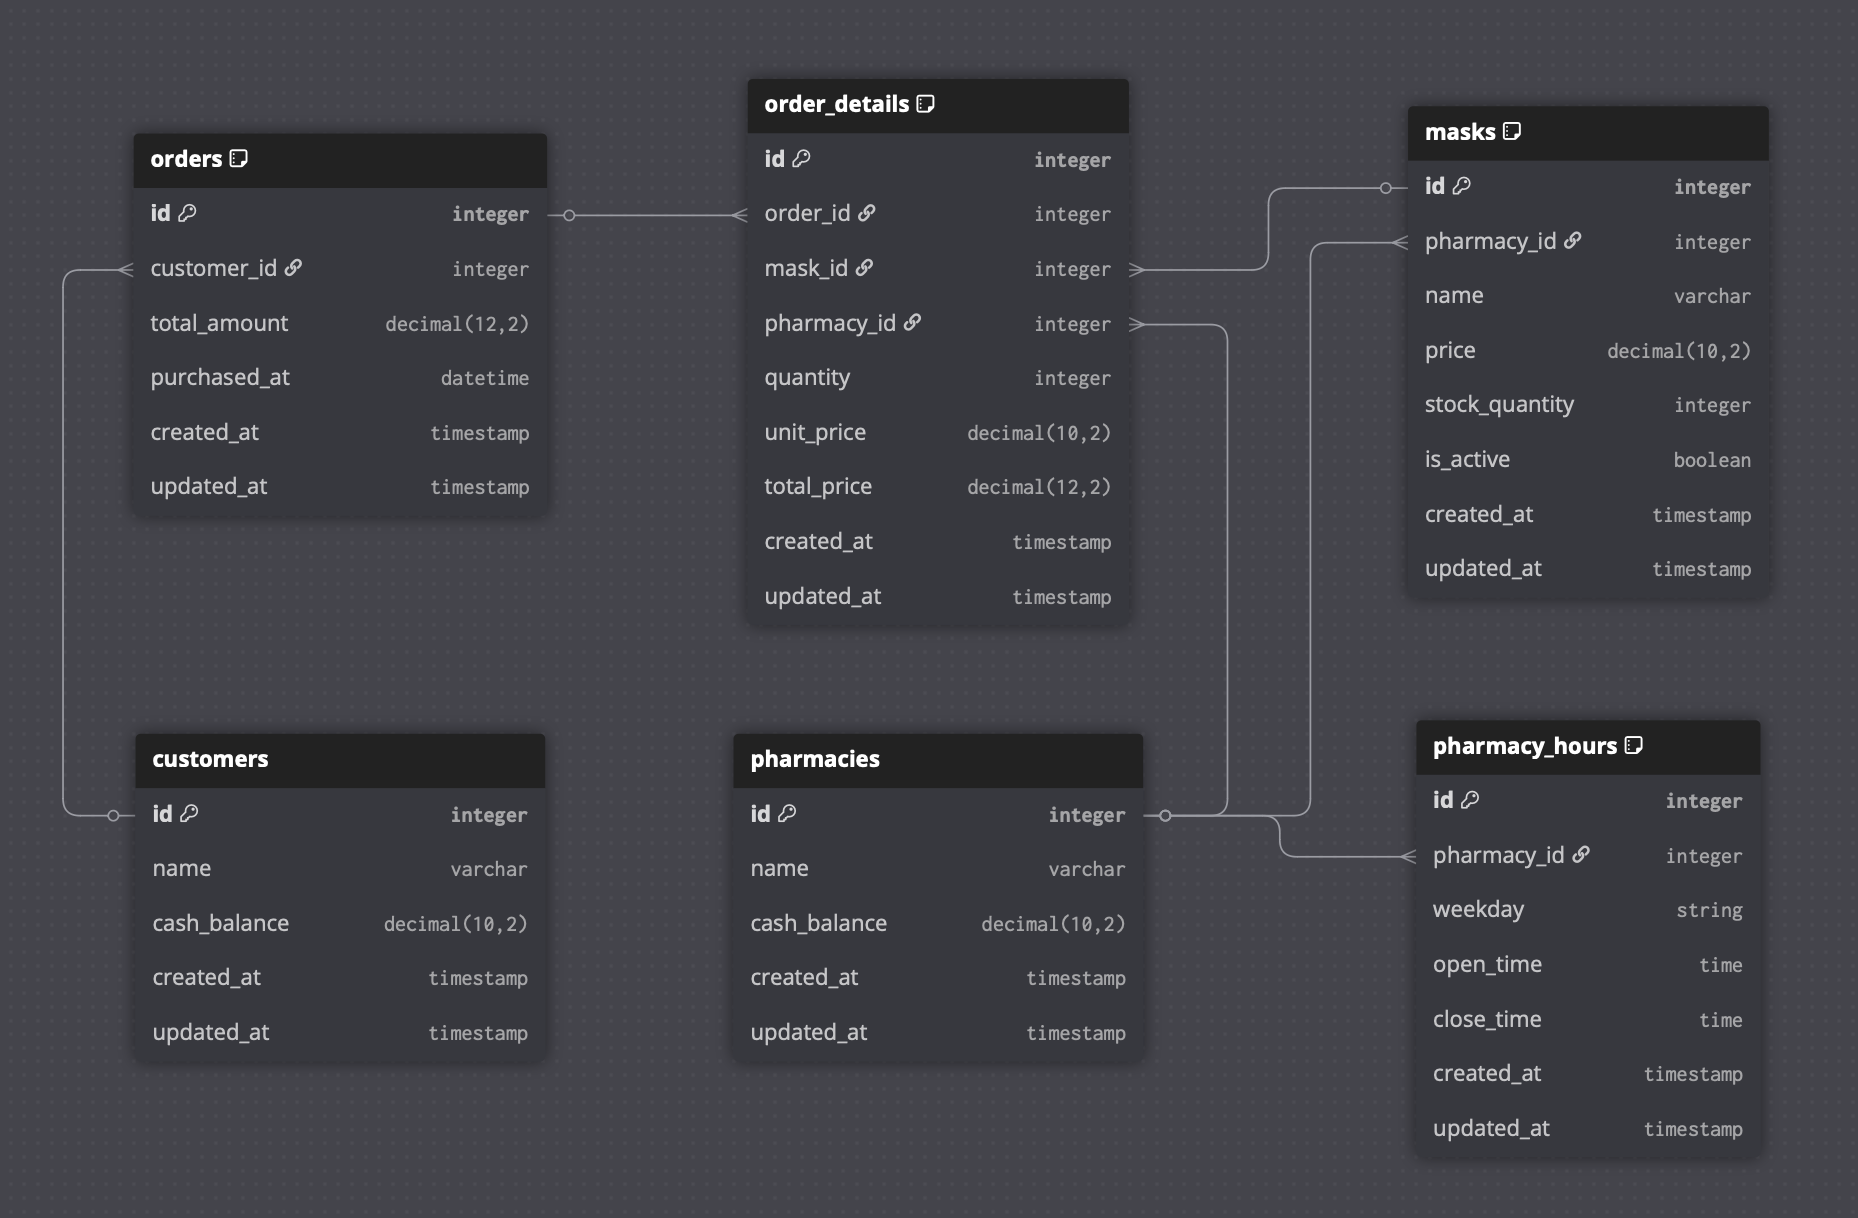 orders
id integer
customer_id integer
total_amount decimal(12,2)
purchased_at datetime
created_at timestamp
updated_at timestamp
order_details
id integer
order_id integer
mask_id integer
pharmacy_id integer
quantity integer
unit_price decimal(10,2)
total_price decimal(12,2)
created_at timestamp
updated_at timestamp
masks
id integer
pharmacy_id integer
name varchar
price decimal(10,2)
stock_quantity integer
is_active boolean
created_at timestamp
updated_at timestamp
customers
id integer
name varchar
cash_balance decimal(10,2)
created_at timestamp
updated_at timestamp
pharmacies
id integer
name varchar
cash_balance decimal(10,2)
created_at timestamp
updated_at timestamp
pharmacy_hours
id integer
pharmacy_id integer
weekday string
open_time time
close_time time
created_at timestamp
updated_at timestamp